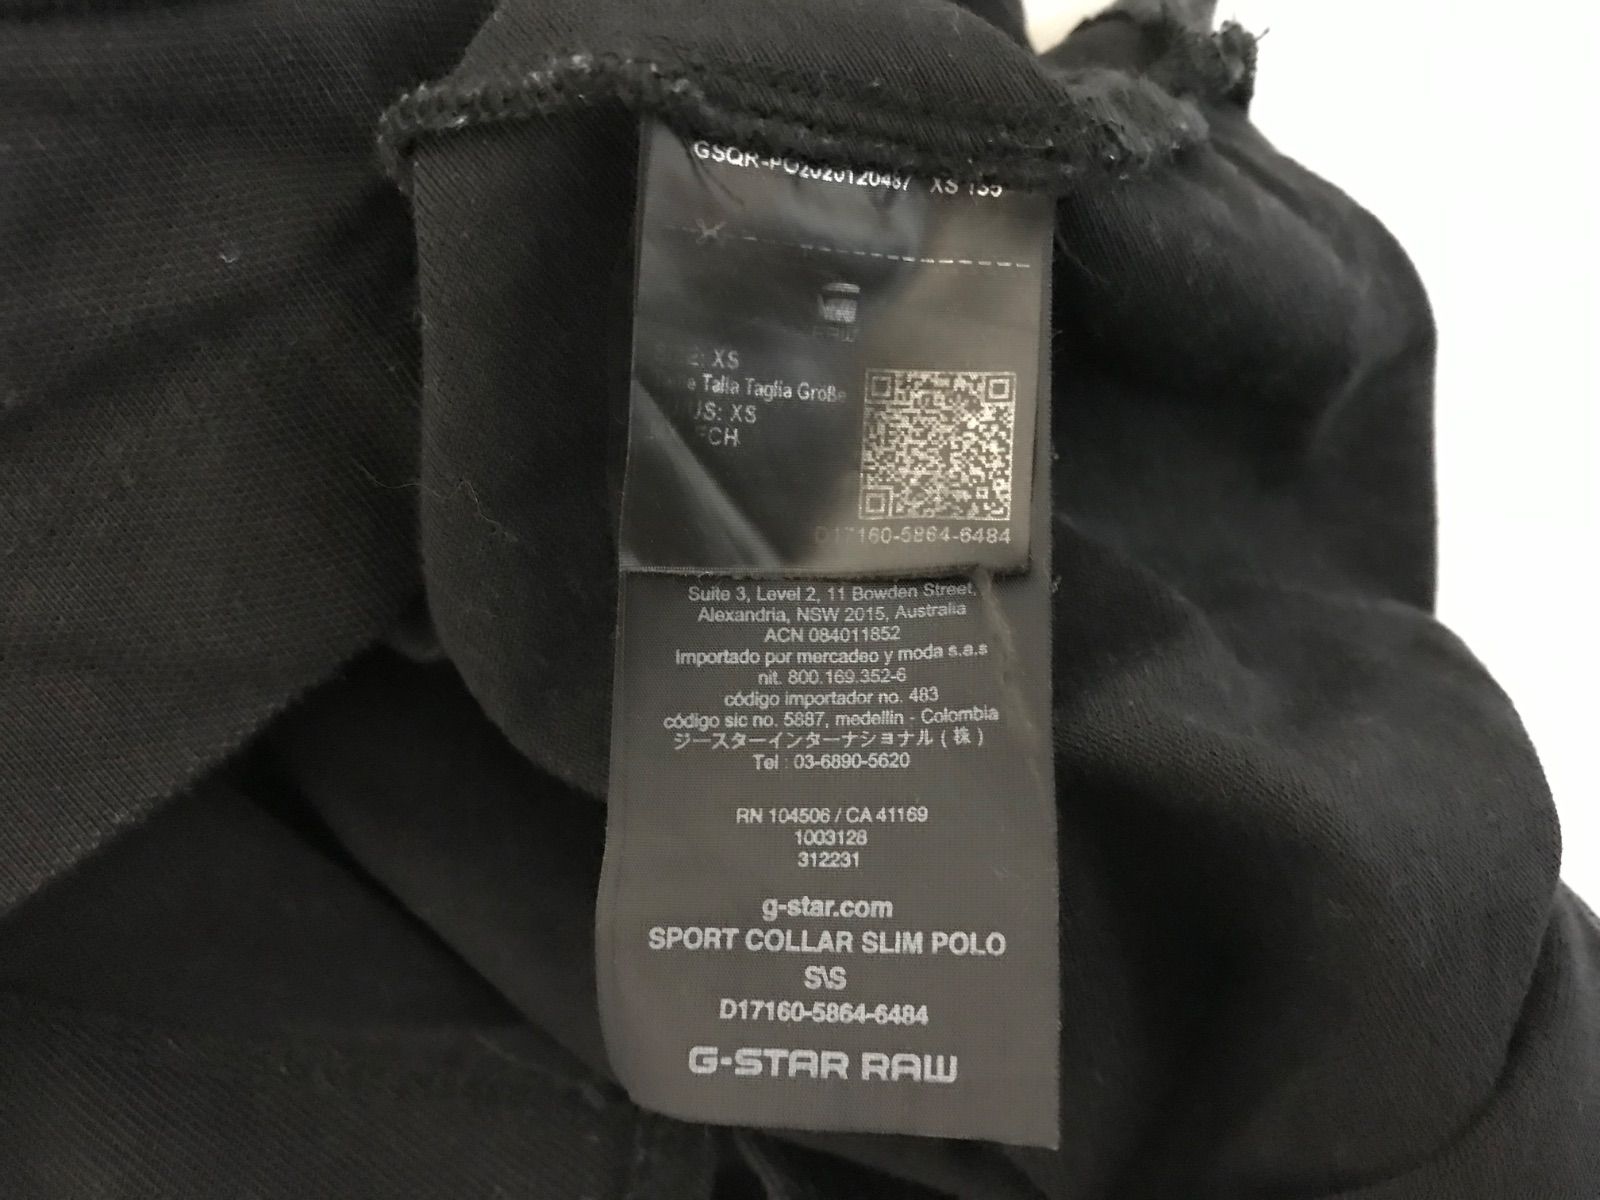 XS
Talla Taglia Größe
US: XS
D17160-5864-6484
Suite 3, Level 2, 11 Bowden Street,
Alexandria, NSW 2015, Australia
ACN 084011852
Importado por mercadeo y moda s.a.s
nit. 800.169.352-6
código importador no. 483
código sic no. 5887, medellin - Colombia
ジースターインターナショナル (株)
Tel : 03-6890-5620
RN 104506 / CA 41169
1003128
312231
g-star.com
SPORT COLLAR SLIM POLO
S\S
D17160-5864-6484
G-STAR RAW